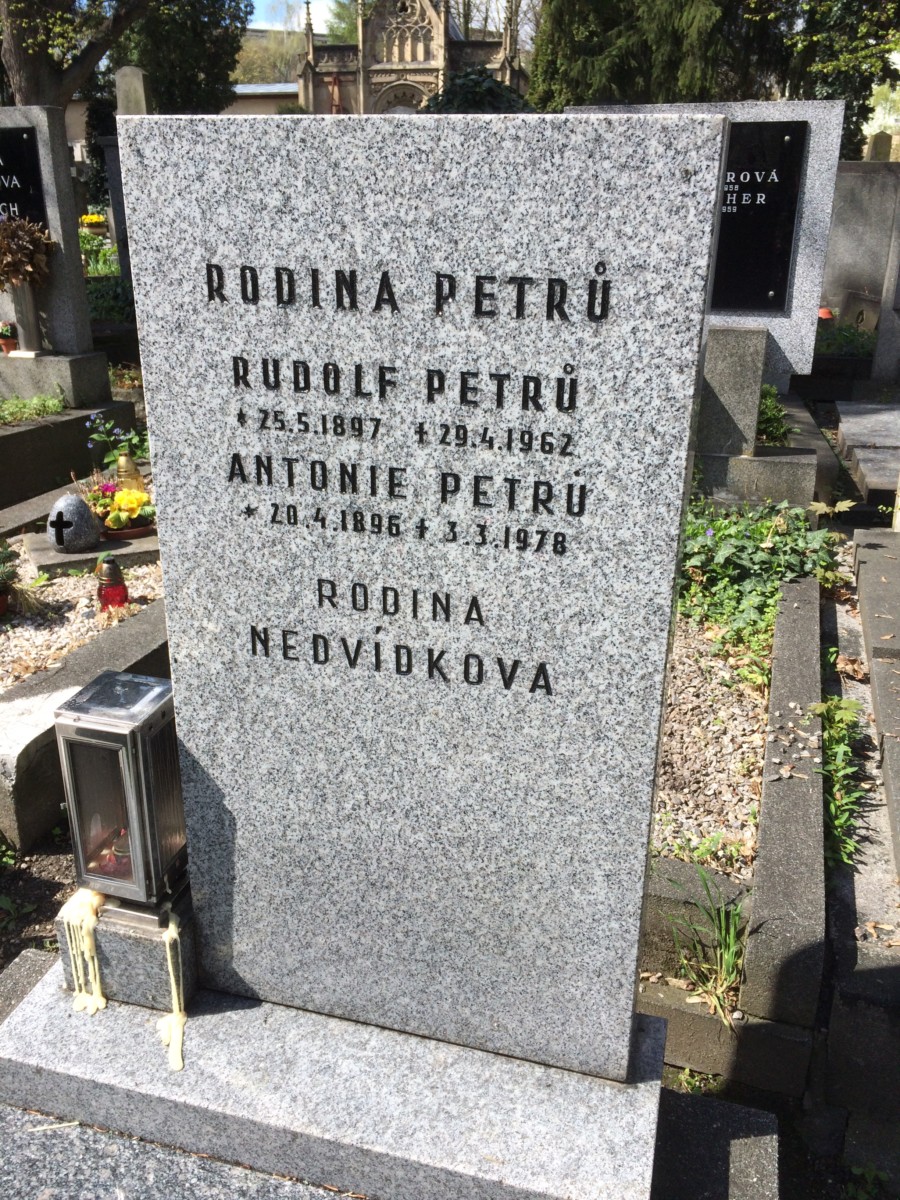 RODINA PETRŮ
RUDOLF PETRŮ
* 25.5.1897 † 29.4.1962
ANTONIE PETRŮ
* 20.4.1896 † 3.3.1978
RODINA
NEDVÍDKOVA